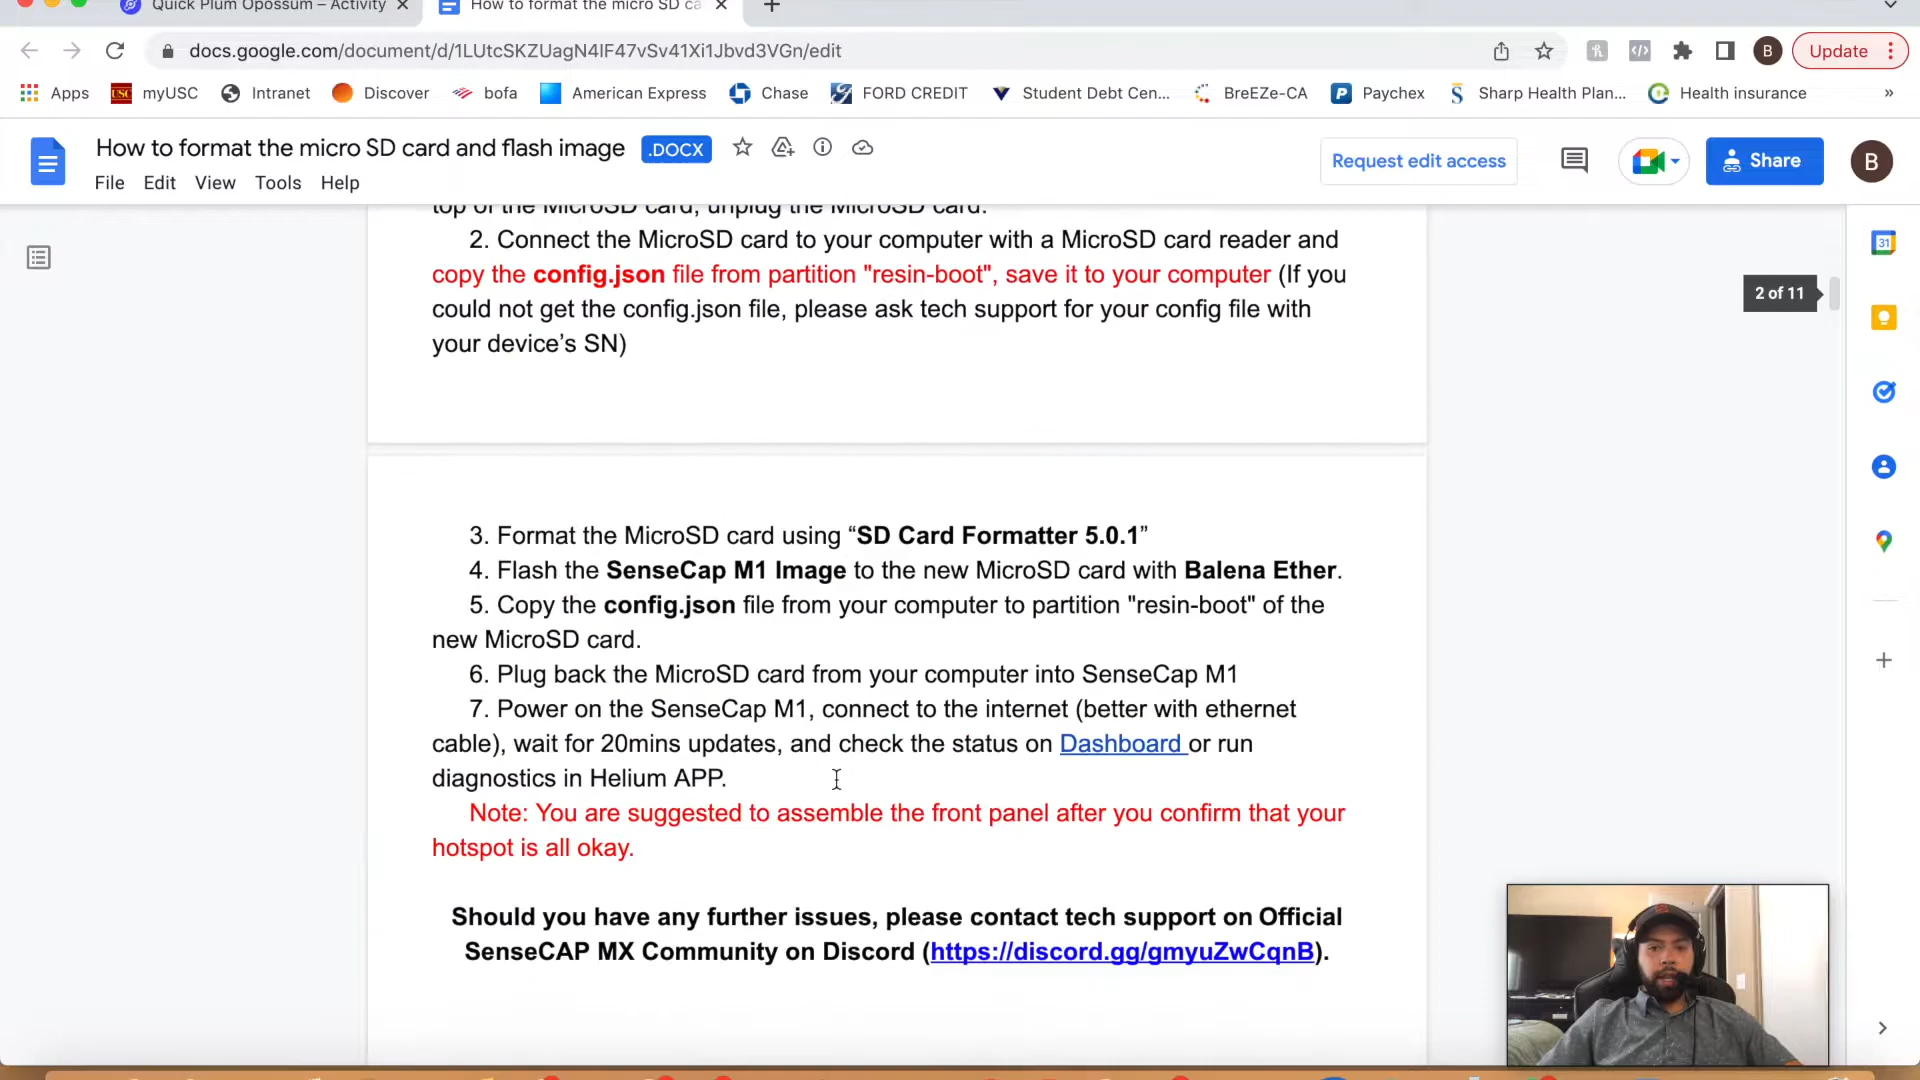 Quick Plum Opossum – Activity
How to format the micro SD ca
docs.google.com/document/d/1LUtcSKZUagN4IF47vSv41Xi1Jbvd3VGn/edit
B
Update
Apps
USC
myUSC
Intranet
Discover
bofa
American Express
Chase
FORD CREDIT
Student Debt Cen...
BreEZe-CA
Paychex
Sharp Health Plan...
Health insurance
»
How to format the micro SD card and flash image
.DOCX
Request edit access
Share
B
File Edit View Tools Help
top of the MicroSD card, unplug the MicroSD card.
2. Connect the MicroSD card to your computer with a MicroSD card reader and
copy the config.json file from partition "resin-boot", save it to your computer (If you
could not get the config.json file, please ask tech support for your config file with
your device’s SN)
2 of 11
31
3. Format the MicroSD card using “SD Card Formatter 5.0.1”
4. Flash the SenseCap M1 Image to the new MicroSD card with Balena Ether.
5. Copy the config.json file from your computer to partition "resin-boot" of the
new MicroSD card.
6. Plug back the MicroSD card from your computer into SenseCap M1
7. Power on the SenseCap M1, connect to the internet (better with ethernet
cable), wait for 20mins updates, and check the status on Dashboard or run
diagnostics in Helium APP.
Note: You are suggested to assemble the front panel after you confirm that your
hotspot is all okay.
Should you have any further issues, please contact tech support on Official
SenseCAP MX Community on Discord (https://discord.gg/gmyuZwCqnB).